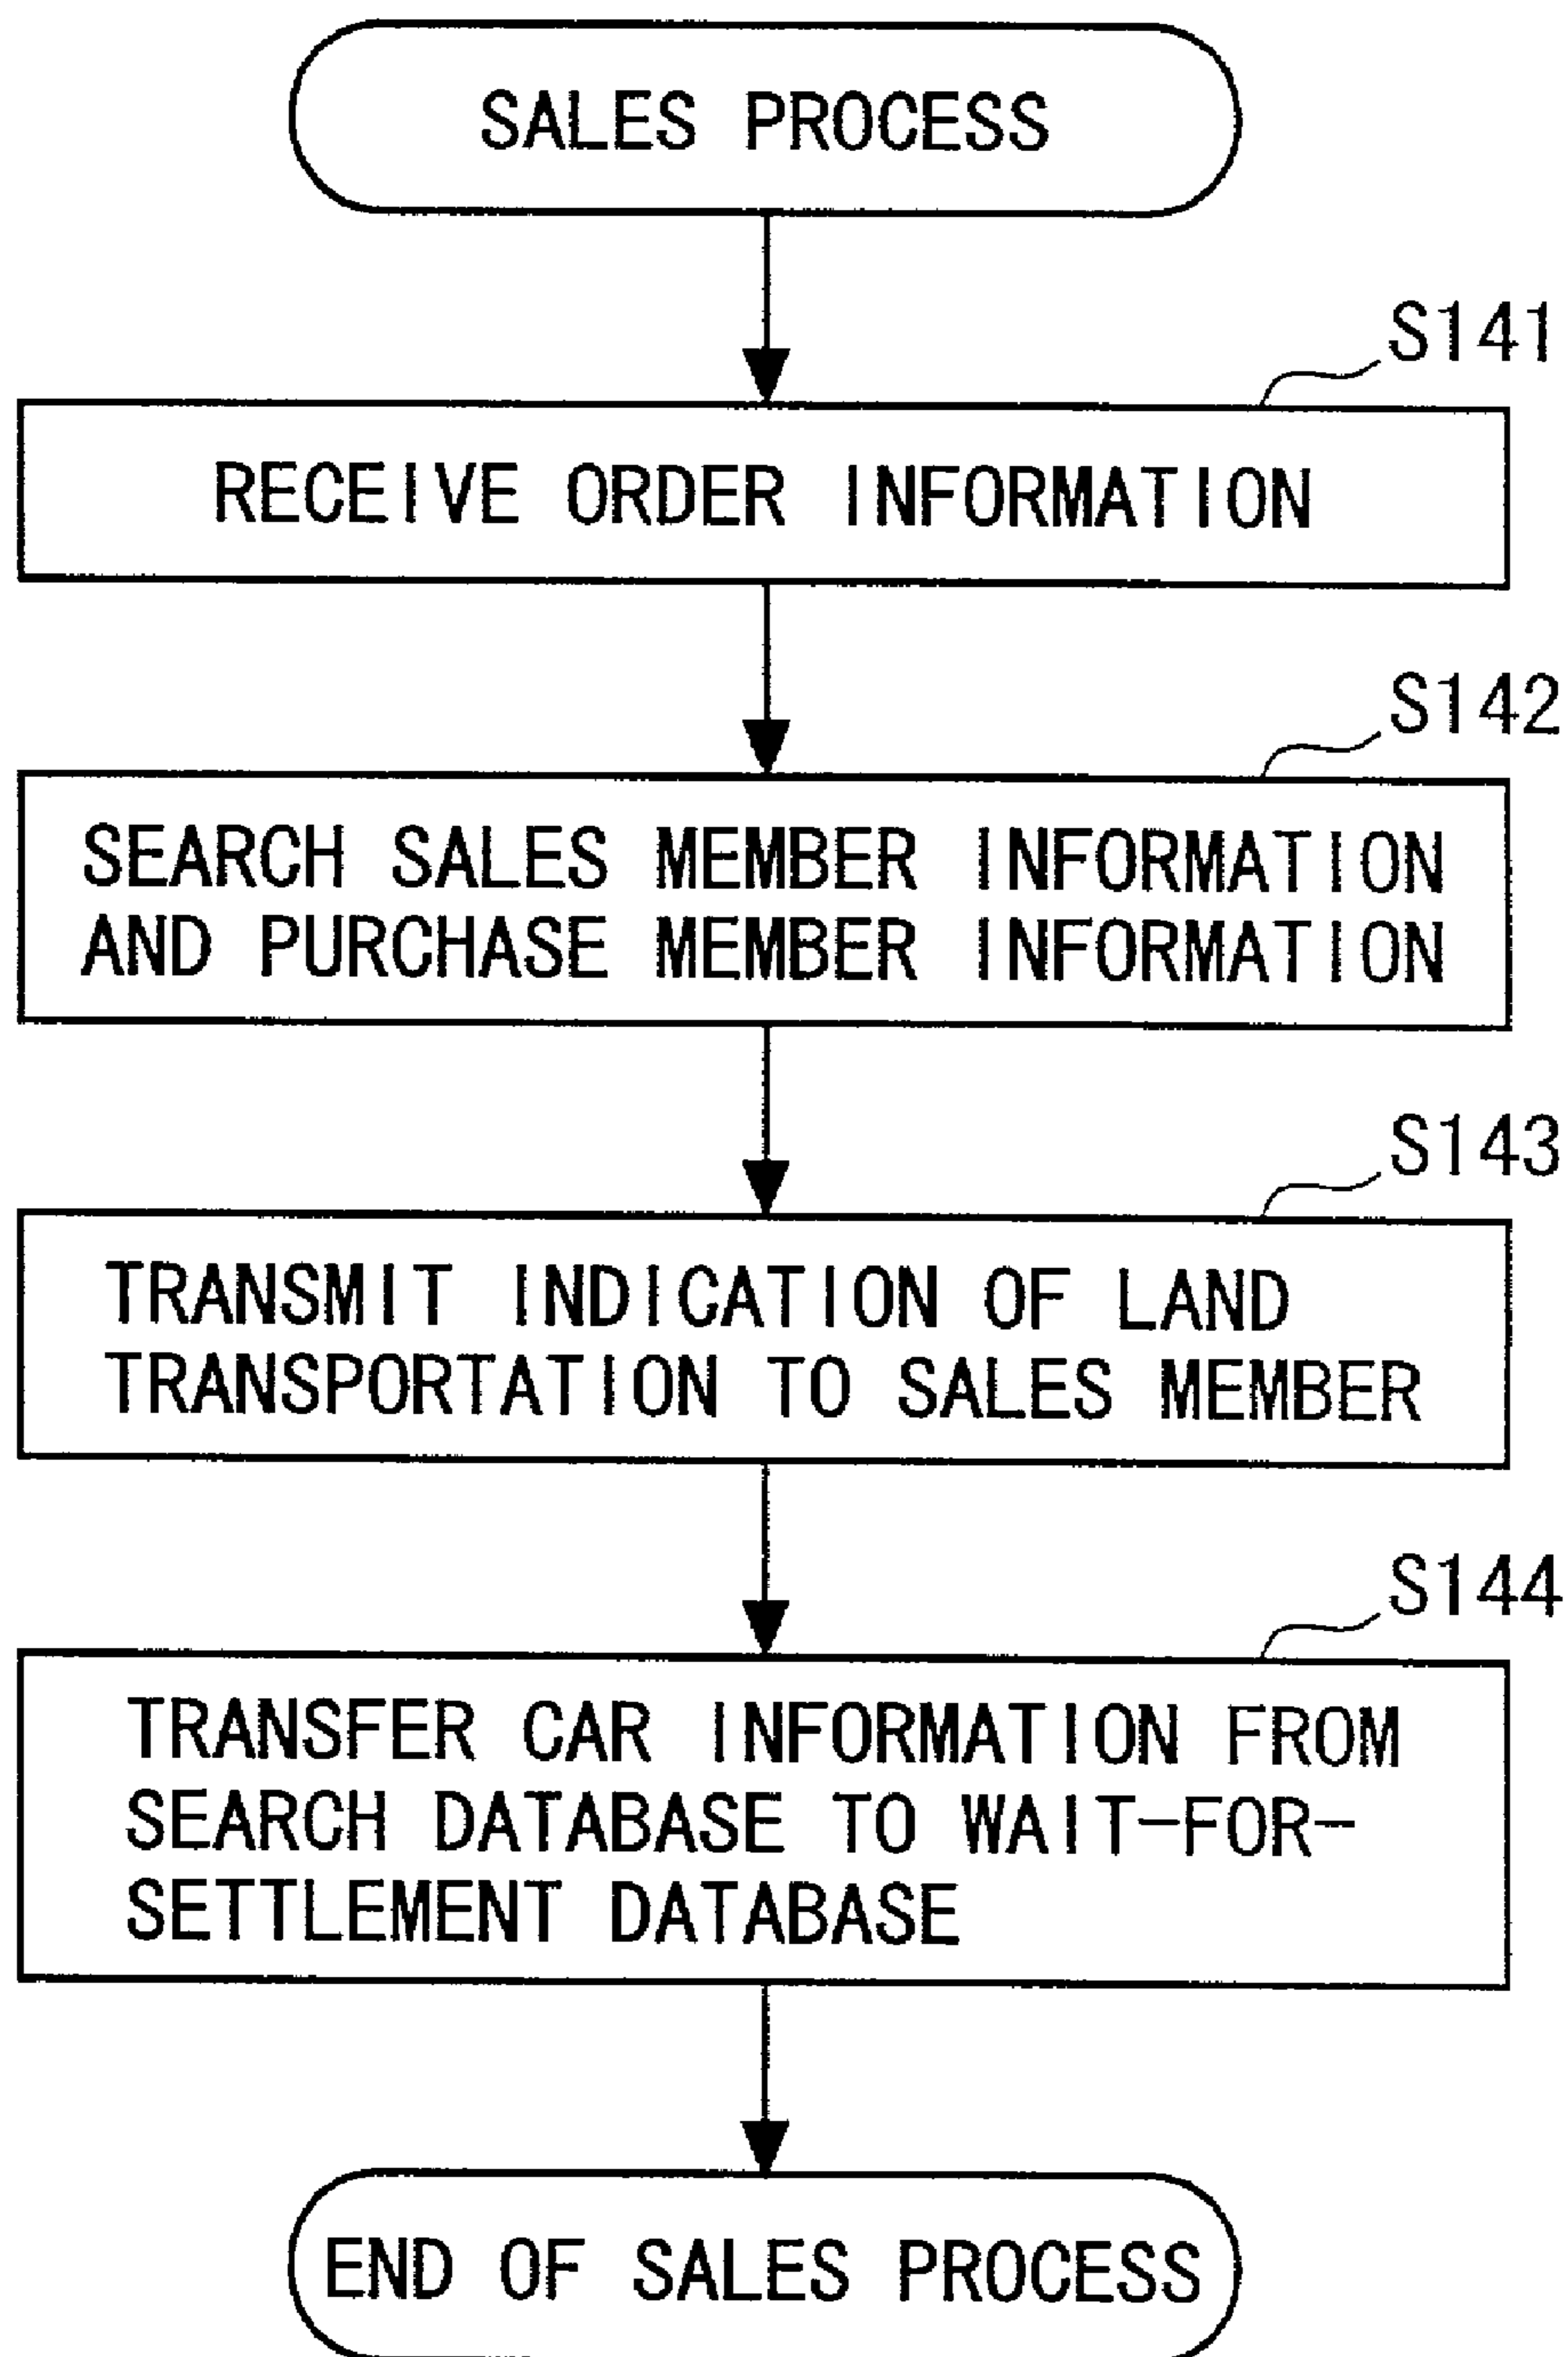 SALES PROCESS
S141
RECEIVE ORDER INFORMATION
S142
SEARCH SALES MEMBER INFORMATION
AND PURCHASE MEMBER INFORMATION
S143
TRANSMIT INDICATION OF LAND
TRANSPORTATION TO SALES MEMBER
S144
TRANSFER CAR INFORMATION FROM
SEARCH DATABASE TO WAIT-FOR-
SETTLEMENT DATABASE
END OF SALES PROCESS